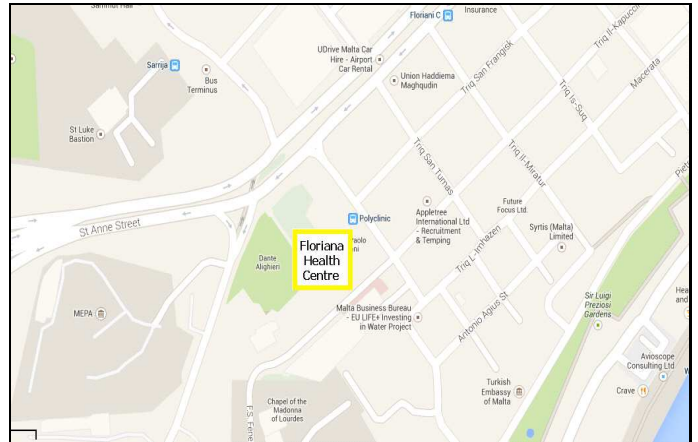 Floriani C
Insurance
Triq Il-Kapuccini
UDrive Malta Car
Hire - Airport
Car Rental
Sarrija
Bus
Terminus
Union Haddiema
Maghqudin
Triq San Frangisk
Macerata
Triq Is-Suq
St Luke
Bastion
Triq San Tumas
Triq Il-Miratur
St Anne Street
Polyclinic
Appletree
International Ltd
- Recruitment
& Temping
Future
Focus Ltd.
Syrtis (Malta)
Limited
Floriana
Health
Centre
Dante
Alighieri
Triq L-Imhazen
MEPA
Malta Business Bureau
- EU LIFE+ Investing
in Water Project
Antonio Agius St
Sir Luigi
Preziosi
Gardens
Avioscope
Consulting Ltd
Turkish
Embassy
of Malta
Crave
Chapel of the
Madonna
of Lourdes